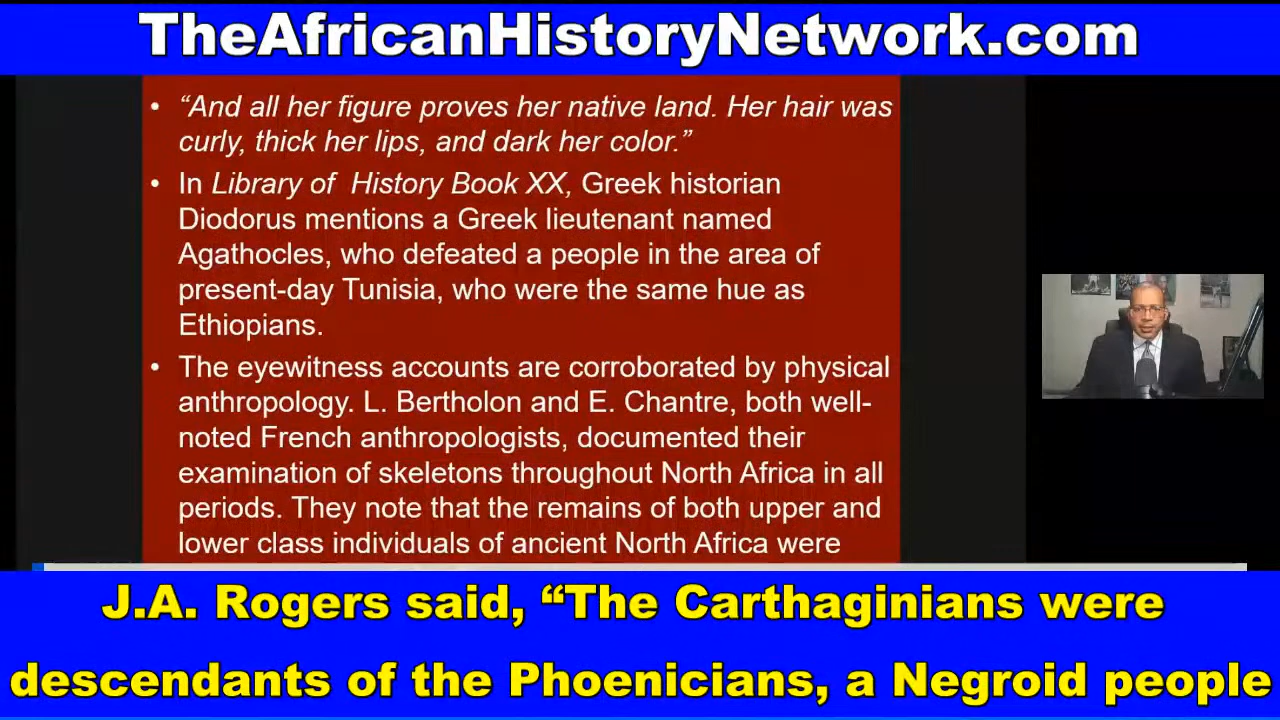 TheAfricanHistoryNetwork.com
• “And all her figure proves her native land. Her hair was
curly, thick her lips, and dark her color.”
• In Library of  History Book XX, Greek historian
Diodorus mentions a Greek lieutenant named
Agathocles, who defeated a people in the area of
present-day Tunisia, who were the same hue as
Ethiopians.
• The eyewitness accounts are corroborated by physical
anthropology. L. Bertholon and E. Chantre, both well-
noted French anthropologists, documented their
examination of skeletons throughout North Africa in all
periods. They note that the remains of both upper and
lower class individuals of ancient North Africa were
J.A. Rogers said, “The Carthaginians were
descendants of the Phoenicians, a Negroid people